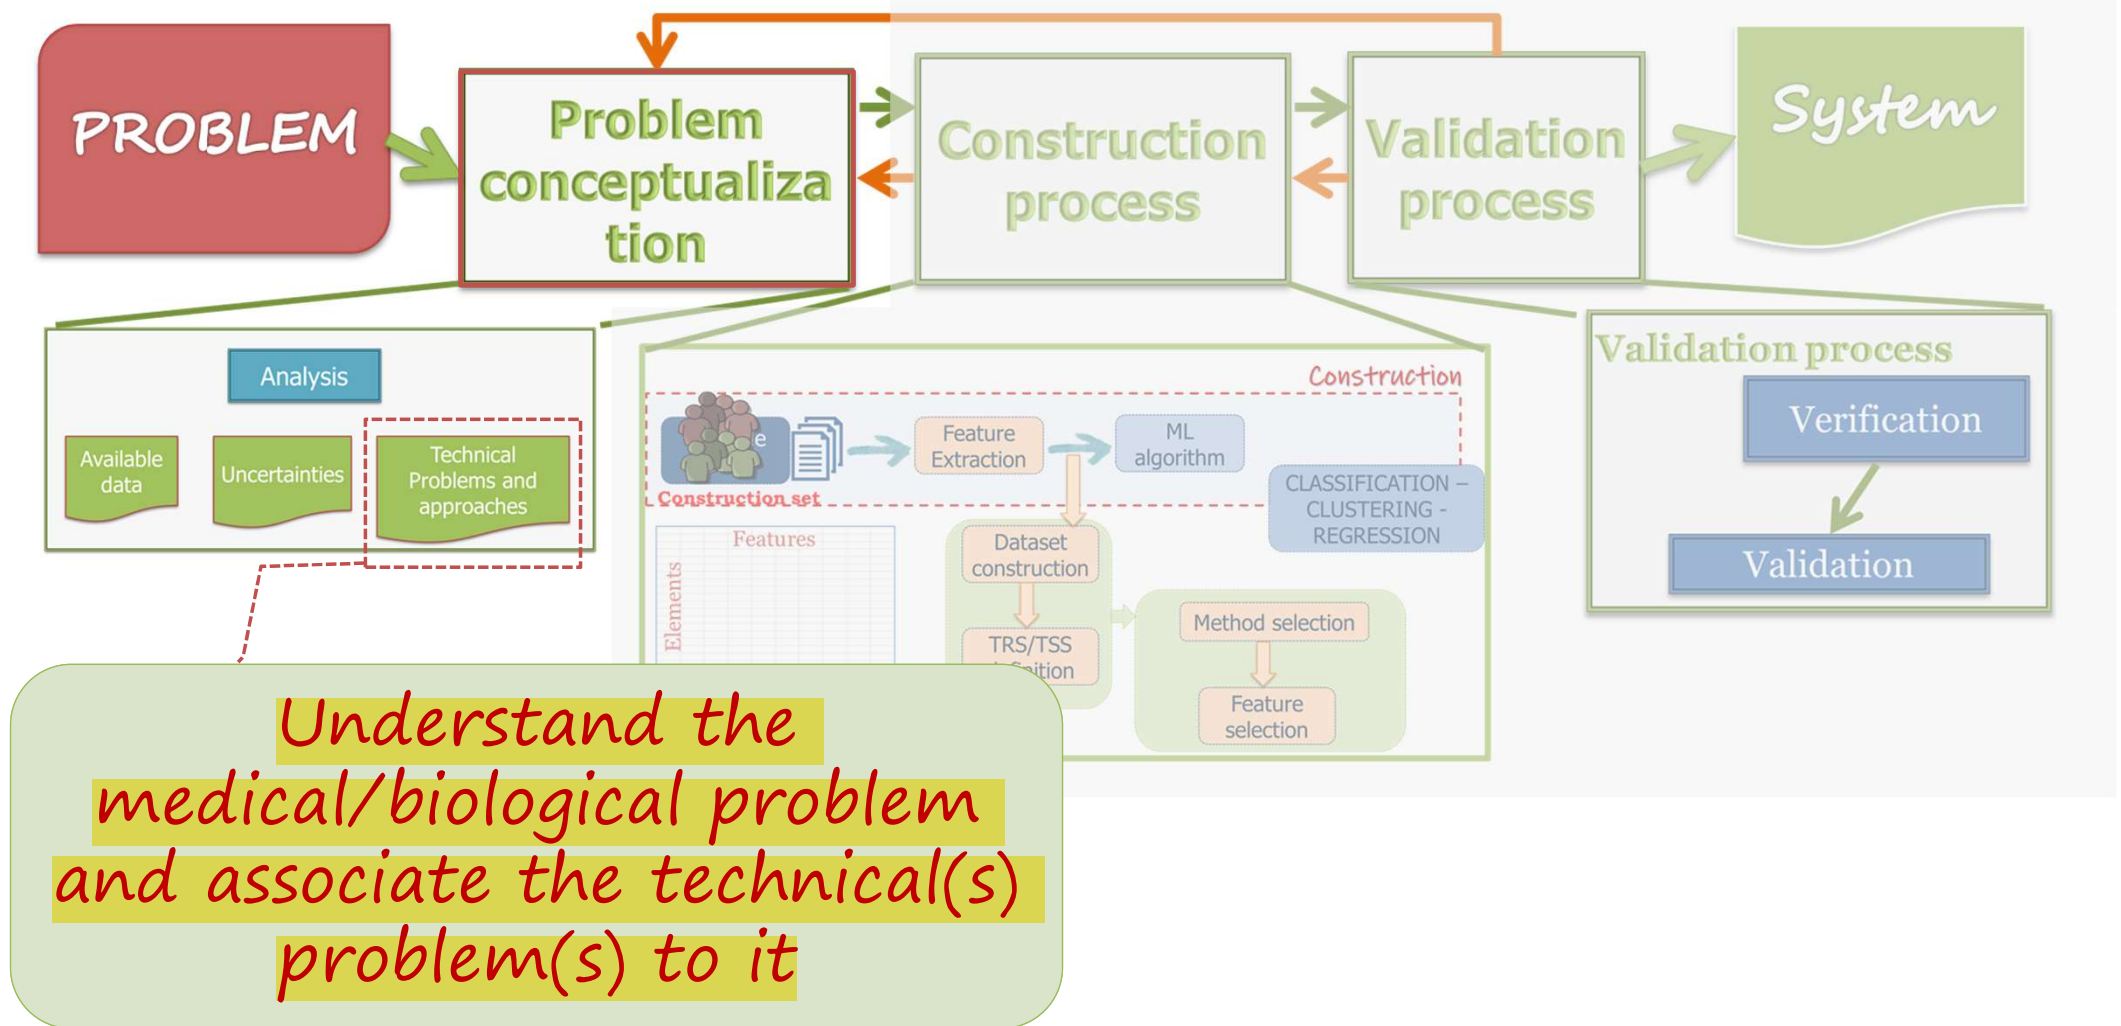 PROBLEM
Problem
conceptualiza
tion
Construction
process
Validation
process
System
Analysis
Available
data
Uncertainties
Technical
Problems and
approaches
Construction
e
Construction set
Feature
Extraction
ML
algorithm
CLASSIFICATION –
CLUSTERING -
REGRESSION
Features
Elements
Dataset
construction
TRS/TSS
Method selection
Feature
selection
Validation process
Verification
Validation
Understand the
medical/biological problem
and associate the technical(s)
problem(s) to it